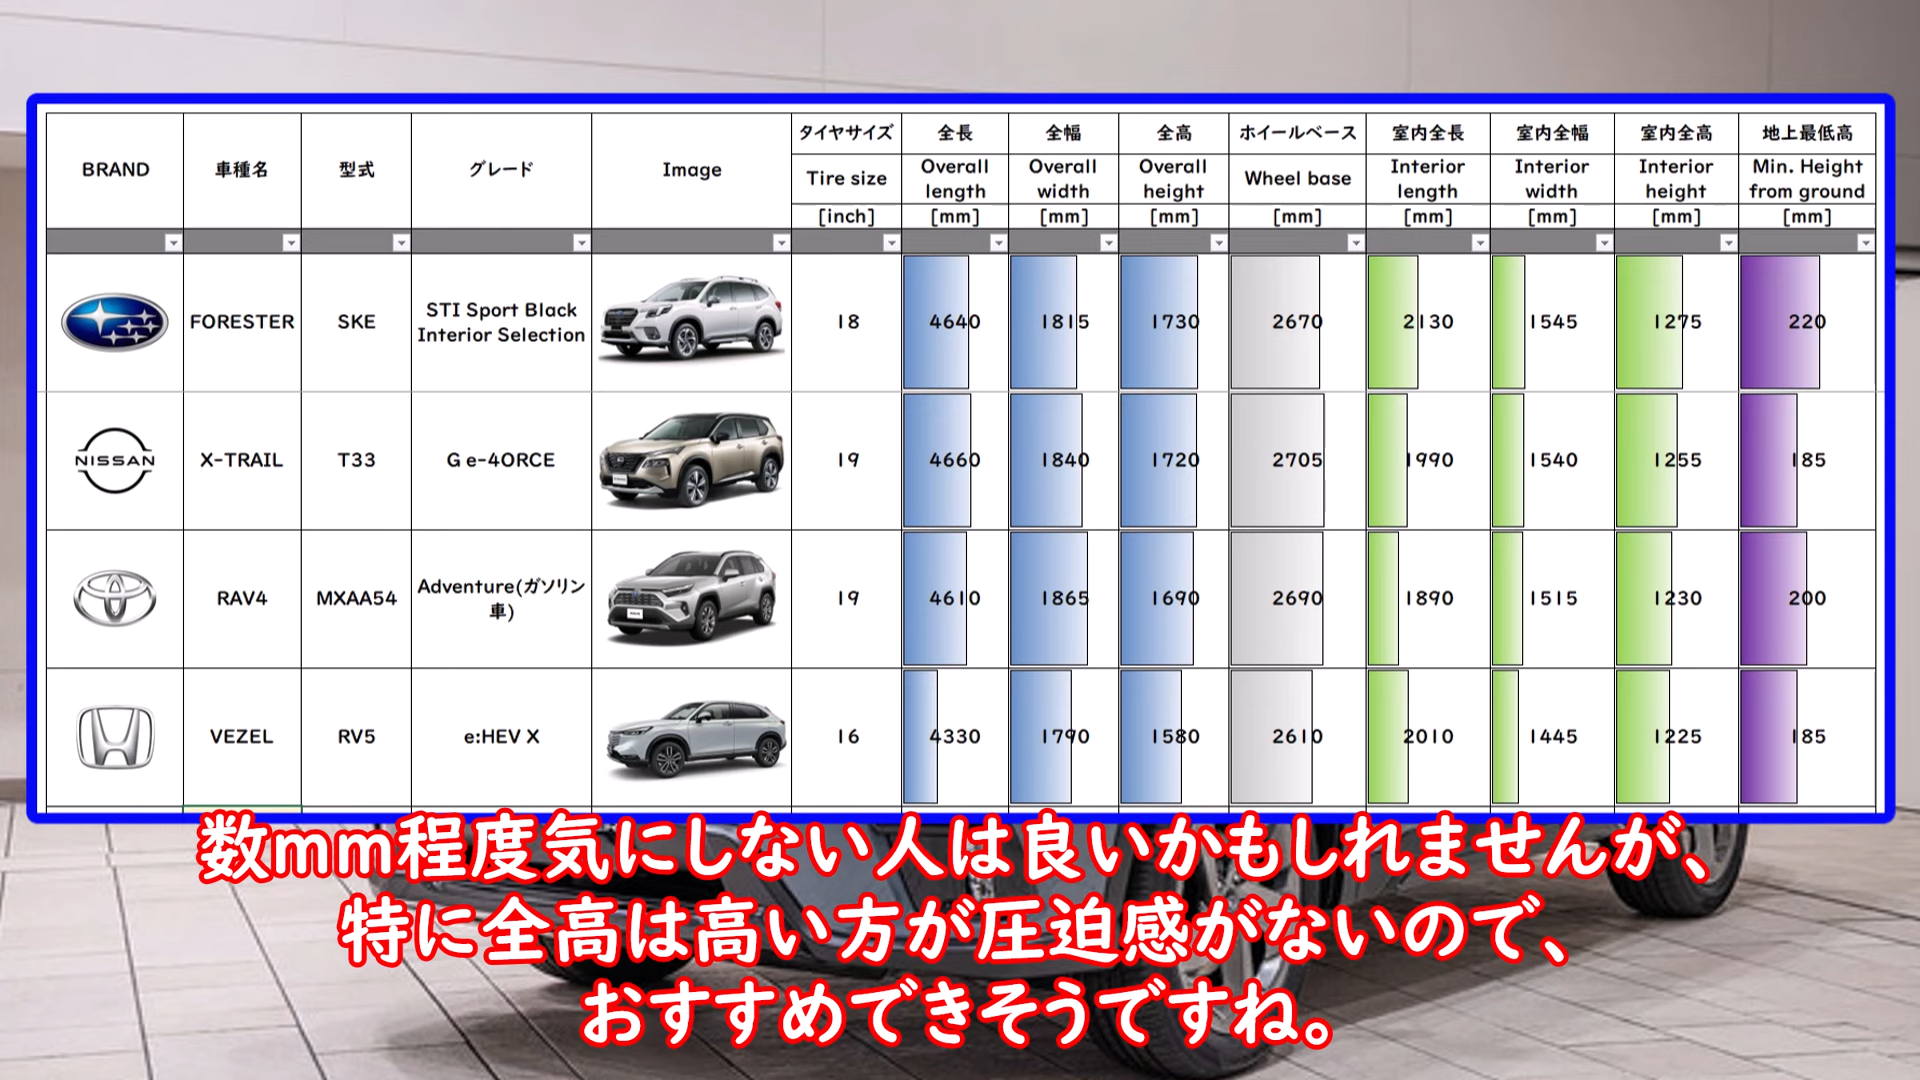 BRAND 車種名 型式 グレード Image タイヤサイズ 全長 全幅 全高 ホイールベース 室内全長 室内全幅 室内全高 地上最低高
Tire size Overall length Overall width Overall height Wheel base Interior length Interior width Interior height Min. Height from ground
[inch] [mm] [mm] [mm] [mm] [mm] [mm] [mm] [mm]
FORESTER SKE STI Sport Black Interior Selection 18 4640 1815 1730 2670 2130 1545 1275 220
NISSAN X-TRAIL T33 G e-4ORCE 19 4660 1840 1720 2705 1990 1540 1255 185
RAV4 MXAA54 Adventure(ガソリン車) 19 4610 1865 1690 2690 1890 1515 1230 200
VEZEL RV5 e:HEV X 16 4330 1790 1580 2610 2010 1445 1225 185
数mm程度気にしない人は良いかもしれませんが、
特に全高は高い方が圧迫感がないので、
おすすめできそうですね。